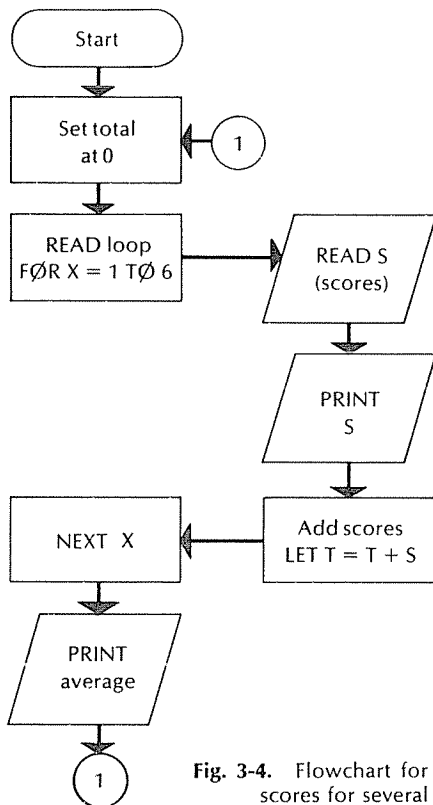 Start
Set total
at 0
1
READ loop
FØR X = 1 TØ 6
READ S
(scores)
PRINT
S
Add scores
LET T = T + S
NEXT X
PRINT
average
1
Fig. 3-4. Flowchart for
scores for several